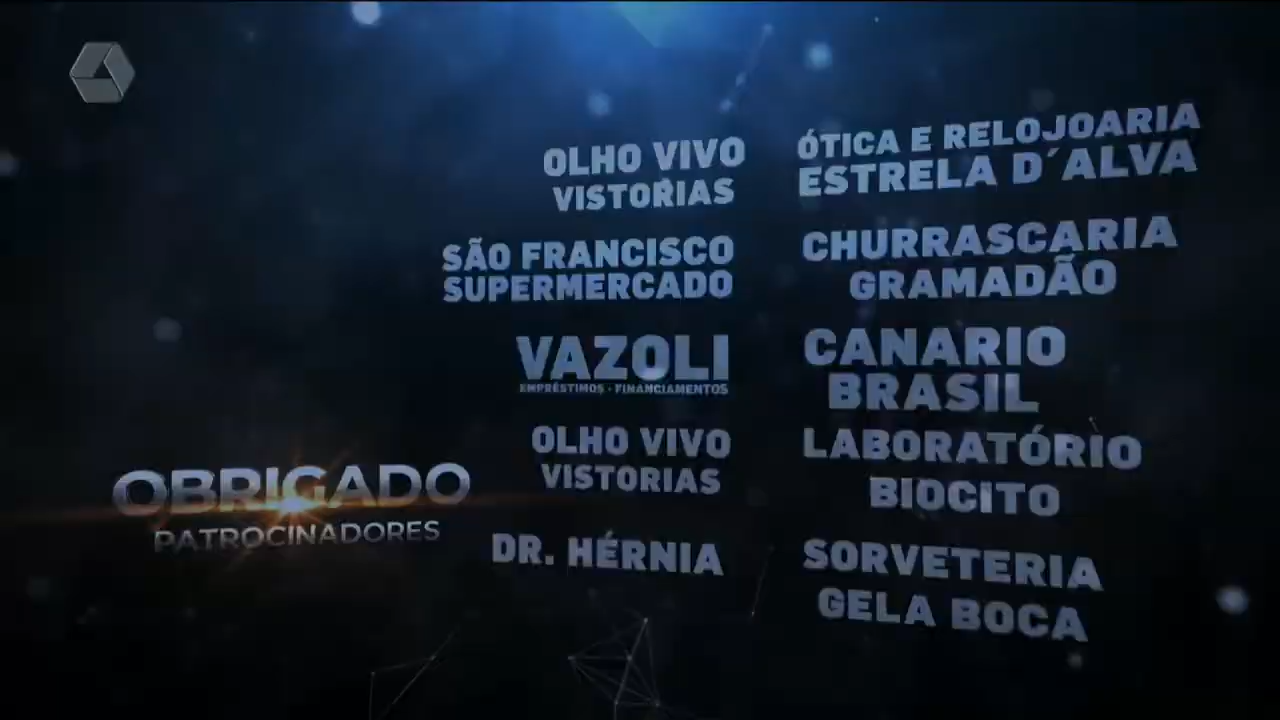 OLHO VIVO
VISTORIAS
SÃO FRANCISCO
SUPERMERCADO
VAZOLI
EMPRÉSTIMOS - FINANCIAMENTOS
OLHO VIVO
VISTORIAS
DR. HÉRNIA
ÓTICA E RELOJOARIA
ESTRELA D´ALVA
CHURRASCARIA
GRAMADÃO
CANARIO
BRASIL
LABORATÓRIO
BIOCITO
SORVETERIA
GELA BOCA
OBRIGADO
PATROCINADORES